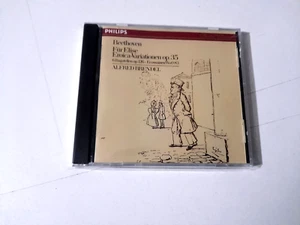 PHILIPS
Beethoven
Für Elise
Eroica-Variationen op. 35
ALFRED BRENDEL